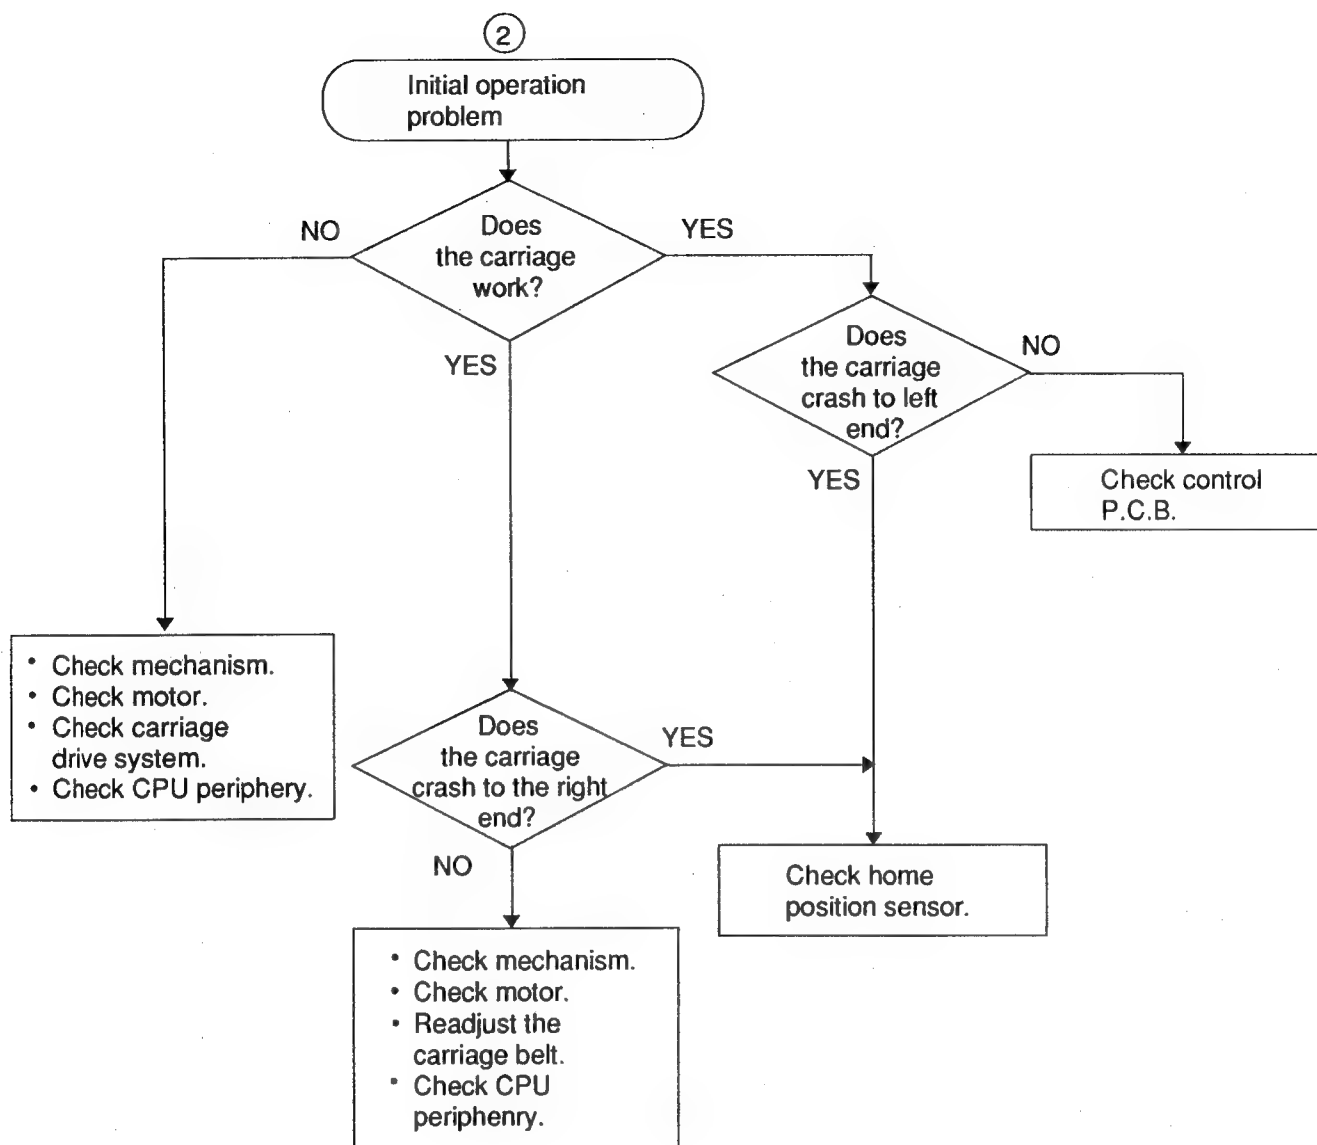 2
Initial operation
problem
NO
Does
the carriage
work?
YES
YES
Does
the carriage
crash to left
end?
NO
YES
Check control
P.C.B.
• Check mechanism.
• Check motor.
• Check carriage
drive system.
• Check CPU periphery.
Does
the carriage
crash to the right
end?
YES
NO
Check home
position sensor.
• Check mechanism.
• Check motor.
• Readjust the
carriage belt.
• Check CPU
periphenry.